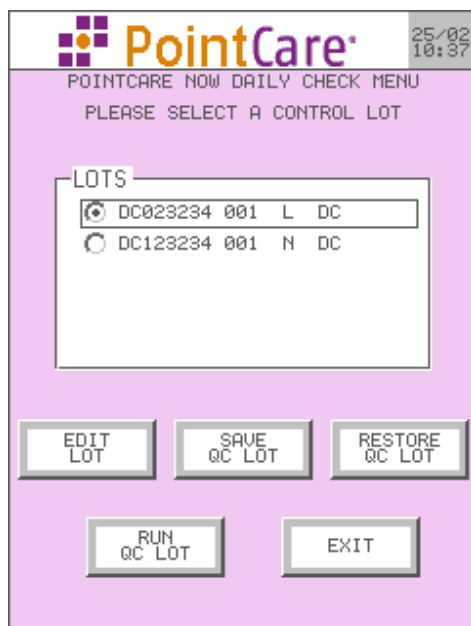 PointCare
25/02
10:37
POINTCARE NOW DAILY CHECK MENU
PLEASE SELECT A CONTROL LOT
LOTS
DC023234 001 L DC
DC123234 001 N DC
EDIT
LOT
SAVE
QC LOT
RESTORE
QC LOT
RUN
QC LOT
EXIT